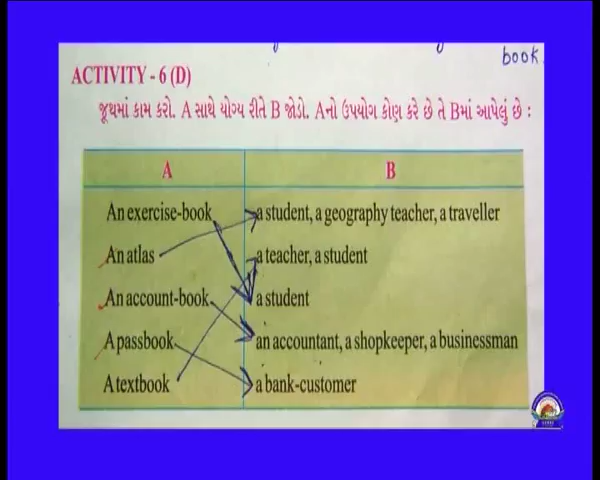 book.
ACTIVITY - 6 (D)
જૂથમાં કામ કરો. A સાથે યોગ્ય રીતે B જોડો. Aનો ઉપયોગ કોણ કરે છે તે Bમાં આપેલું છે :
A B
An exercise-book a student, a geography teacher, a traveller
An atlas a teacher, a student
An account-book a student
A passbook an accountant, a shopkeeper, a businessman
A textbook a bank-customer